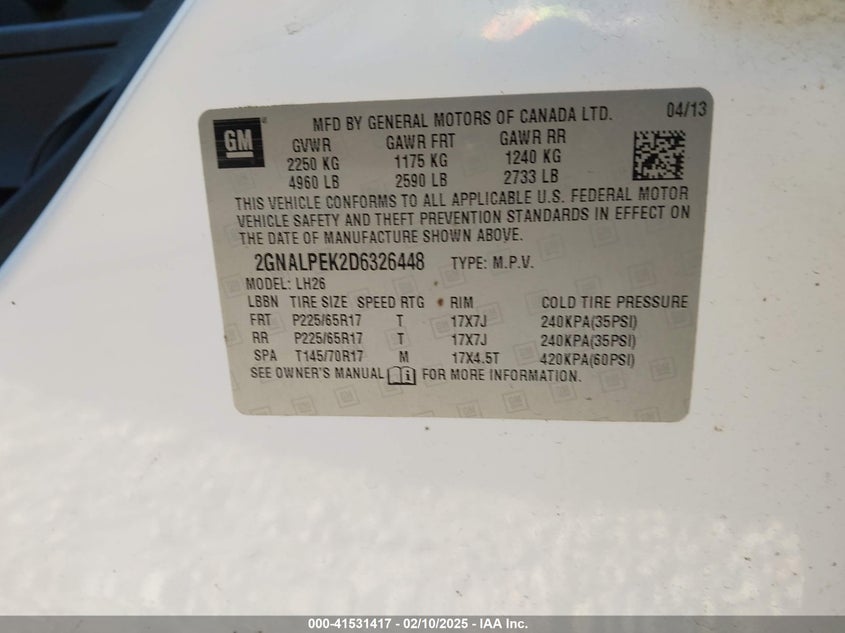 GM
MFD BY GENERAL MOTORS OF CANADA LTD. 04/13
GVWR GAWR FRT GAWR RR
2250 KG 1175 KG 1240 KG
4960 LB 2590 LB 2733 LB
THIS VEHICLE CONFORMS TO ALL APPLICABLE U.S. FEDERAL MOTOR
VEHICLE SAFETY AND THEFT PREVENTION STANDARDS IN EFFECT ON
THE DATE OF MANUFACTURE SHOWN ABOVE.
2GNALPEK2D6326448 TYPE: M.P.V.
MODEL: LH26
LBBN TIRE SIZE SPEED RTG RIM COLD TIRE PRESSURE
FRT P225/65R17 T 17X7J 240KPA(35PSI)
RR P225/65R17 T 17X7J 240KPA(35PSI)
SPA T145/70R17 M 17X4.5T 420KPA(60PSI)
SEE OWNER'S MANUAL FOR MORE INFORMATION.
000-41531417 - 02/10/2025 - IAA Inc.